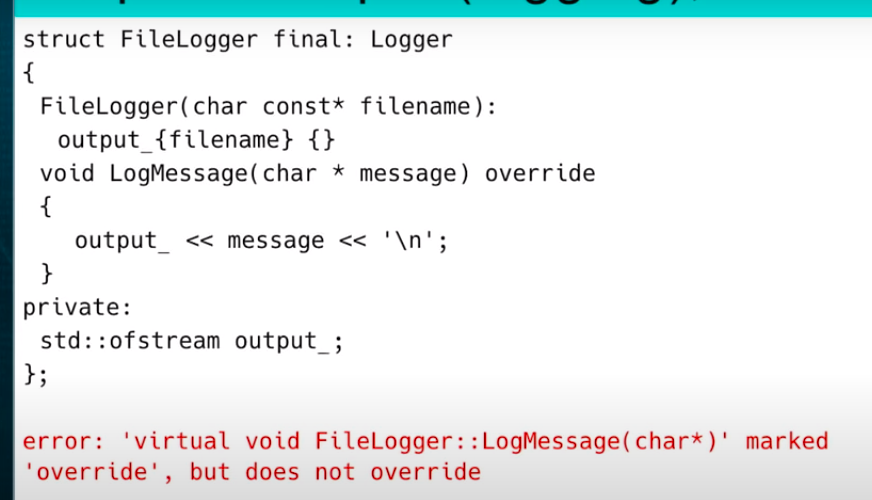 struct FileLogger final: Logger
{
FileLogger(char const* filename):
output_{filename} {}
void LogMessage(char * message) override
{
output_ << message << '\n';
}
private:
std::ofstream output_;
};
error: 'virtual void FileLogger::LogMessage(char*)' marked
'override', but does not override